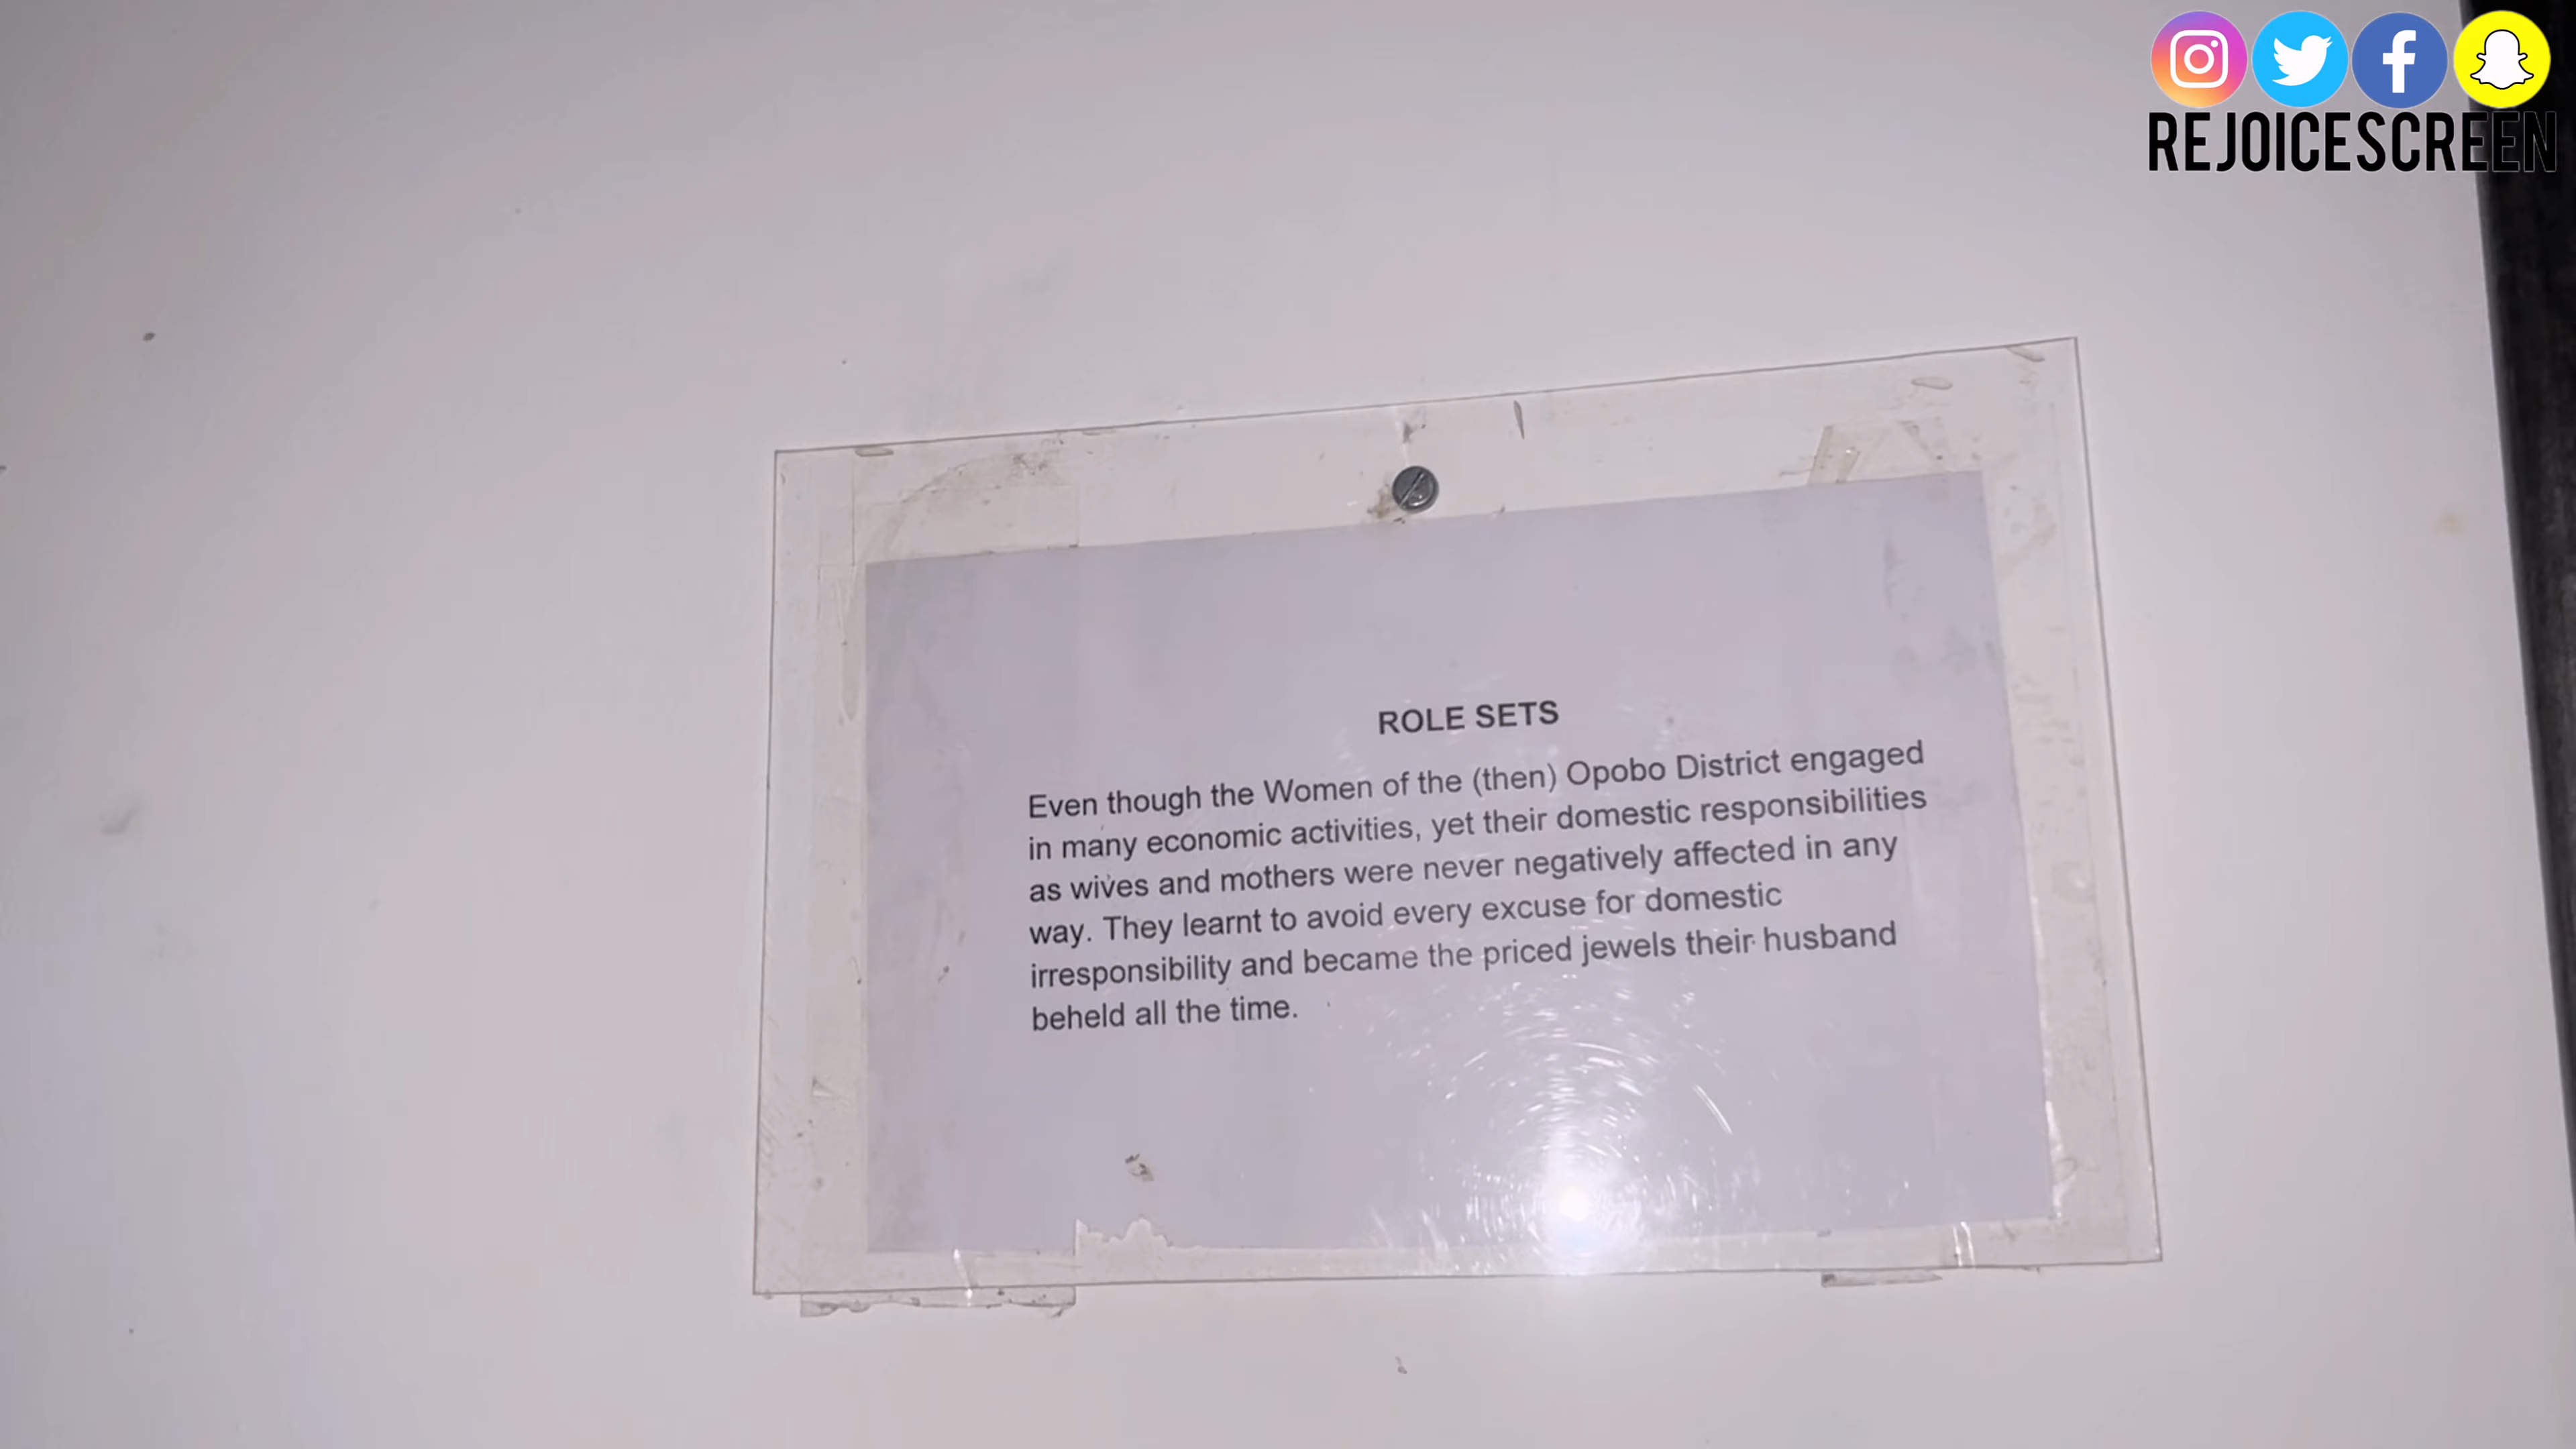 REJOICESCREEN
ROLE SETS
Even though the Women of the (then) Opobo District engaged
in many economic activities, yet their domestic responsibilities
as wives and mothers were never negatively affected in any
way. They learnt to avoid every excuse for domestic
irresponsibility and became the priced jewels their husband
beheld all the time.